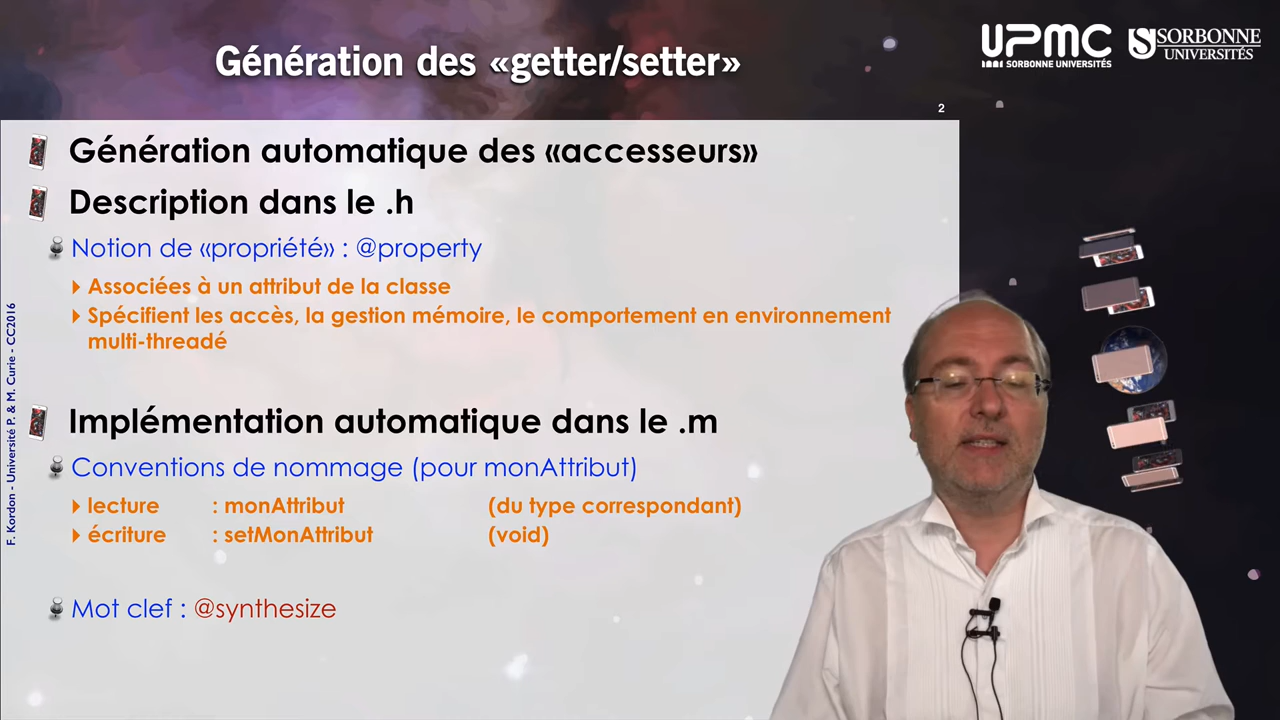 Génération des «getter/setter»
UPMC
SORBONNE UNIVERSITÉS
SORBONNE
UNIVERSITÉS
2
Génération automatique des «accesseurs»
Description dans le .h
Notion de «propriété» : @property
Associées à un attribut de la classe
Spécifient les accès, la gestion mémoire, le comportement en environnement
multi-threadé
Implémentation automatique dans le .m
Conventions de nommage (pour monAttribut)
lecture : monAttribut (du type correspondant)
écriture : setMonAttribut (void)
Mot clef : @synthesize
F. Kordon - Université P. & M. Curie - CC2016